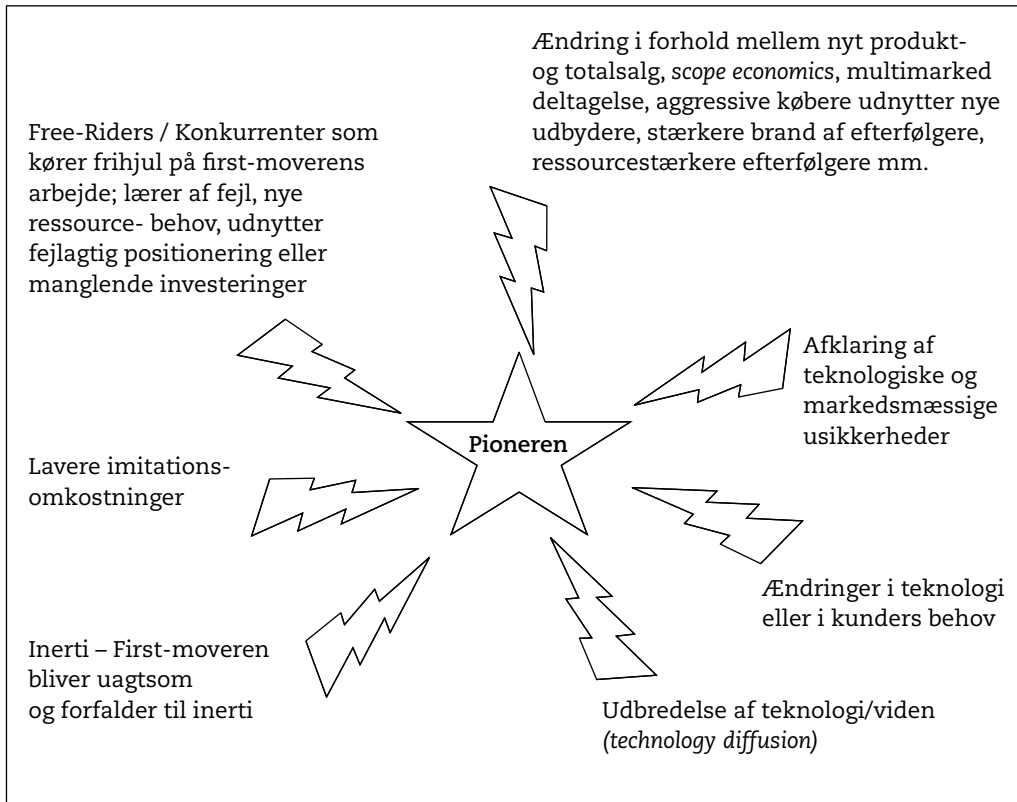 Ændring i forhold mellem nyt produkt-
og totalsalg, scope economics, multimarked
deltagelse, aggressive købere udnytter nye
udbydere, stærkere brand af efterfølgere,
ressourcestærkere efterfølgere mm.
Free-Riders / Konkurrenter som
kører frihjul på first-moverens
arbejde; lærer af fejl, nye
ressource- behov, udnytter
fejlagtig positionering eller
manglende investeringer
Afklaring af
teknologiske og
markedsmæssige
usikkerheder
Pioneren
Lavere imitations-
omkostninger
Ændringer i teknologi
eller i kunders behov
Inerti – First-moveren
bliver uagtsom
og forfalder til inerti
Udbredelse af teknologi/viden
(technology diffusion)